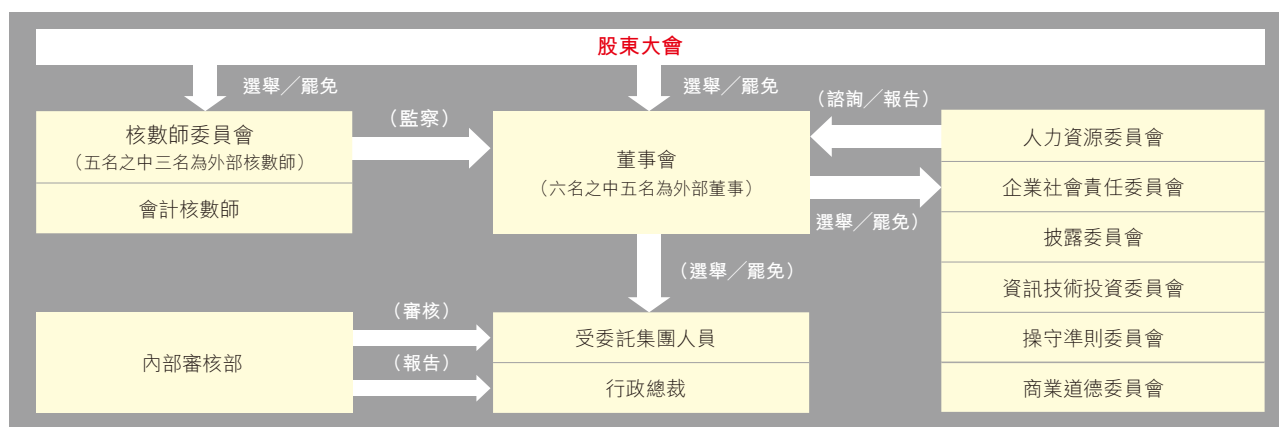 股東大會
選舉╱罷免
選舉╱罷免
（諮詢╱報告）
核數師委員會
（五名之中三名為外部核數師）
會計核數師
（監察）
董事會
（六名之中五名為外部董事）
選舉╱罷免）
人力資源委員會
企業社會責任委員會
披露委員會
資訊技術投資委員會
操守準則委員會
商業道德委員會
（選舉╱罷免）
內部審核部
（審核）
（報告）
受委託集團人員
行政總裁